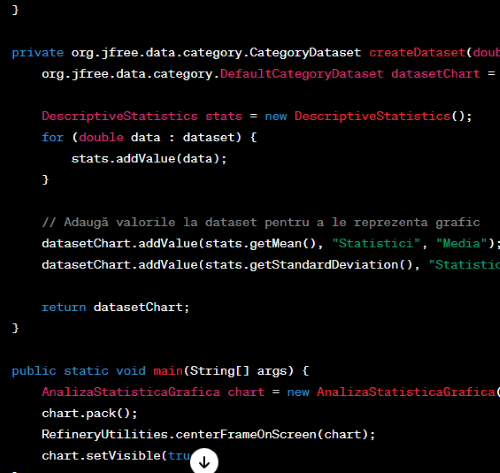 }
private org.jfree.data.category.CategoryDataset createDataset(doub
org.jfree.data.category.DefaultCategoryDataset datasetChart =
DescriptiveStatistics stats = new DescriptiveStatistics();
for (double data : dataset) {
stats.addValue(data);
}
// Adaugă valorile la dataset pentru a le reprezenta grafic
datasetChart.addValue(stats.getMean(), "Statistici", "Media");
datasetChart.addValue(stats.getStandardDeviation(), "Statistic
return datasetChart;
}
public static void main(String[] args) {
AnalizaStatisticaGrafica chart = new AnalizaStatisticaGrafica(
chart.pack();
RefineryUtilities.centerFrameOnScreen(chart);
chart.setVisible(tru